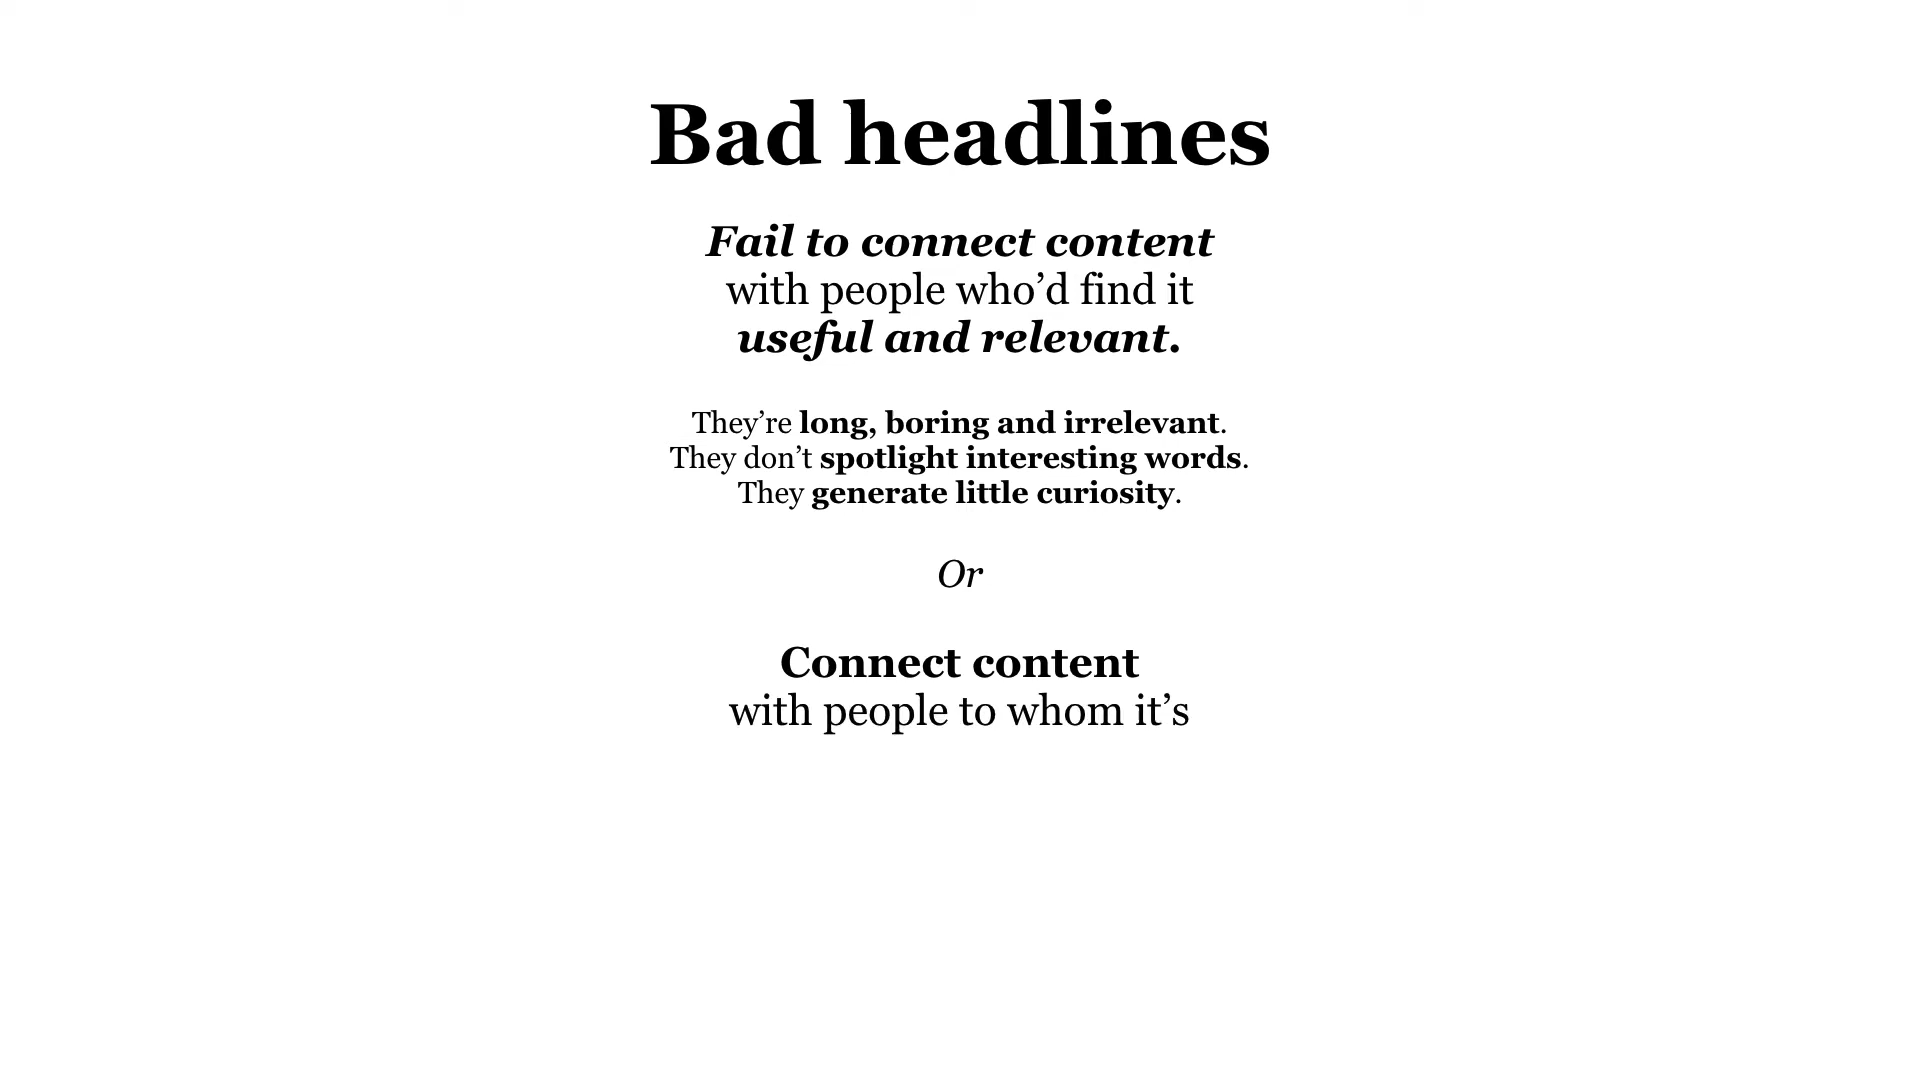 Bad headlines
Fail to connect content
with people who’d find it
useful and relevant.
They’re long, boring and irrelevant.
They don’t spotlight interesting words.
They generate little curiosity.
Or
Connect content
with people to whom it’s